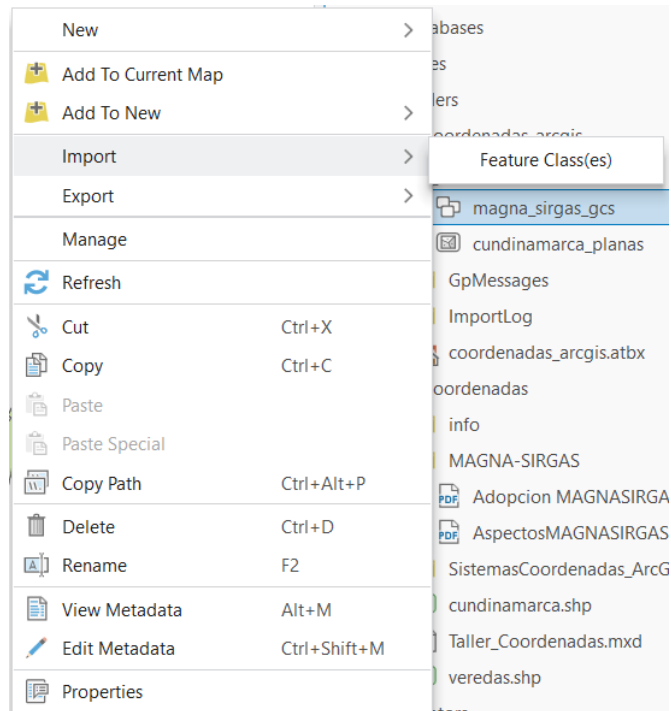 New
Add To Current Map
Add To New
Import
Export
Manage
Refresh
Cut Ctrl+X
Copy Ctrl+C
Paste
Paste Special
Copy Path Ctrl+Alt+P
Delete Ctrl+D
Rename F2
View Metadata Alt+M
Edit Metadata Ctrl+Shift+M
Properties
Feature Class(es)
abases
es
lers
oordenadas_arcgis
magna_sirgas_gcs
cundinamarca_planas
GpMessages
ImportLog
coordenadas_arcgis.atbx
oordenadas
info
MAGNA-SIRGAS
PDF Adopcion MAGNASIRGA
PDF AspectosMAGNASIRGAS
SistemasCoordenadas_ArcG
cundinamarca.shp
Taller_Coordenadas.mxd
veredas.shp